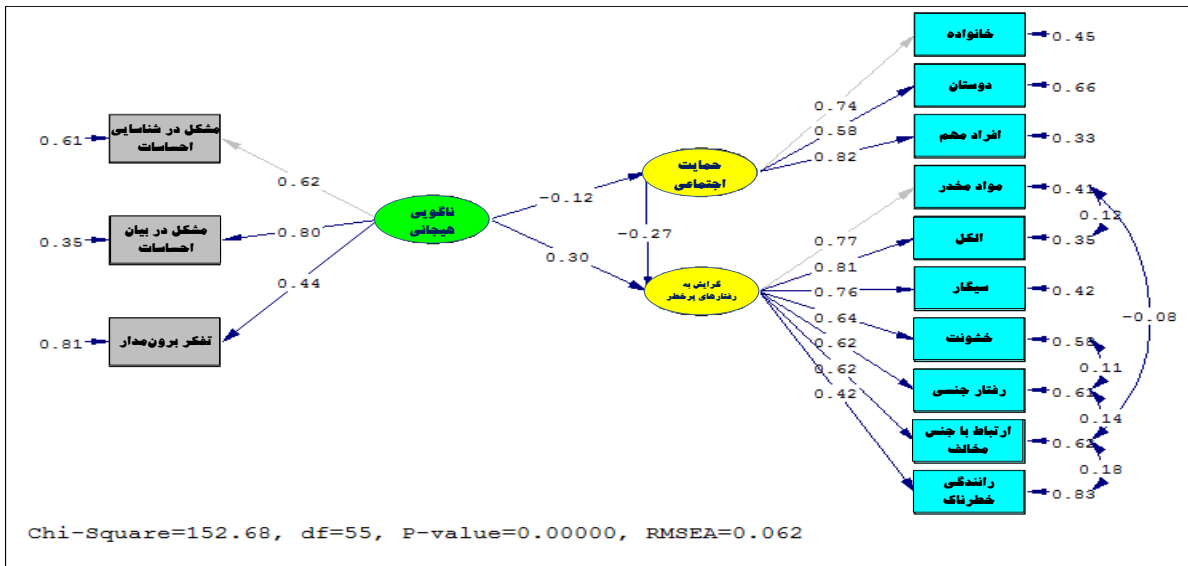 خانواده
0.45
دوستان
0.66
افراد مهم
0.33
مواد مخدر
0.41
الکل
0.35
سیگار
0.42
خشونت
0.58
رفتار جنسی
0.61
ارتباط با جنس
مخالف
0.62
رانندگی
خطرناک
0.83
0.12
-0.08
0.11
0.14
0.18
0.74
0.58
0.82
حمایت
اجتماعی
0.77
0.81
0.76
0.64
0.62
0.62
0.42
گرایش به
رفتارهای پرخطر
-0.12
-0.27
0.30
ناگویی
هیجانی
0.62
0.80
0.44
مشکل در شناسایی
احساسات
0.61
مشکل در بیان
احساسات
0.35
تفکر برون‌مدار
0.81
Chi-Square=152.68, df=55, P-value=0.00000, RMSEA=0.062